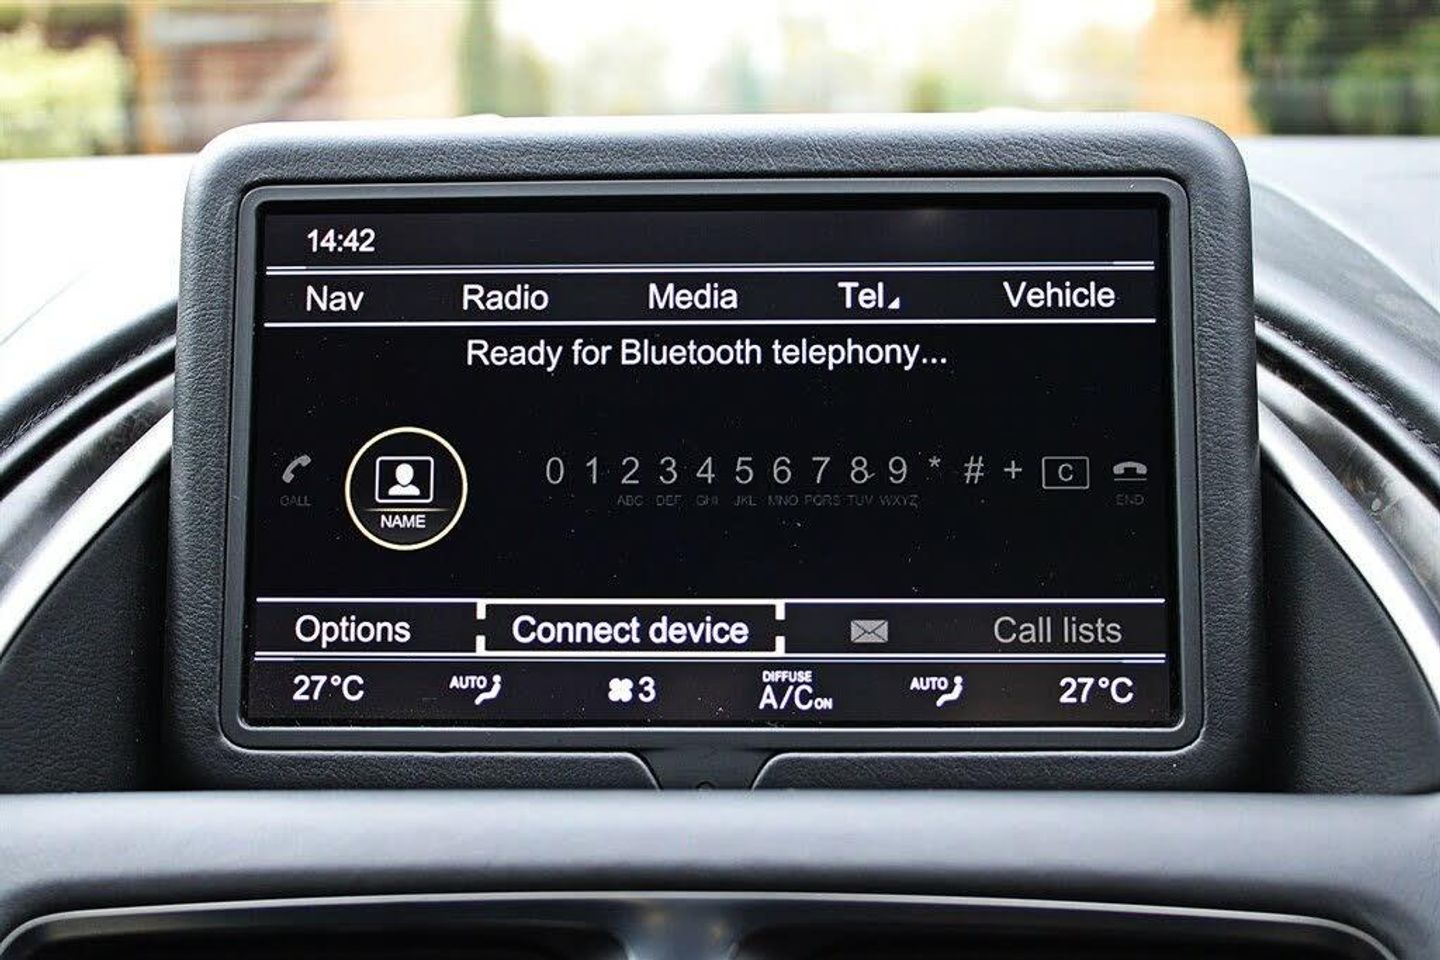 14:42
Nav Radio Media Tel Vehicle
Ready for Bluetooth telephony...
0 1 2 3 4 5 6 7 8 9 * # + C
CALL ABC DEF GHI JKL MNO PQRS TUV WXYZ END
NAME
Options Connect device Call lists
27°C AUTO 3 DIFFUSE A/C ON AUTO 27°C